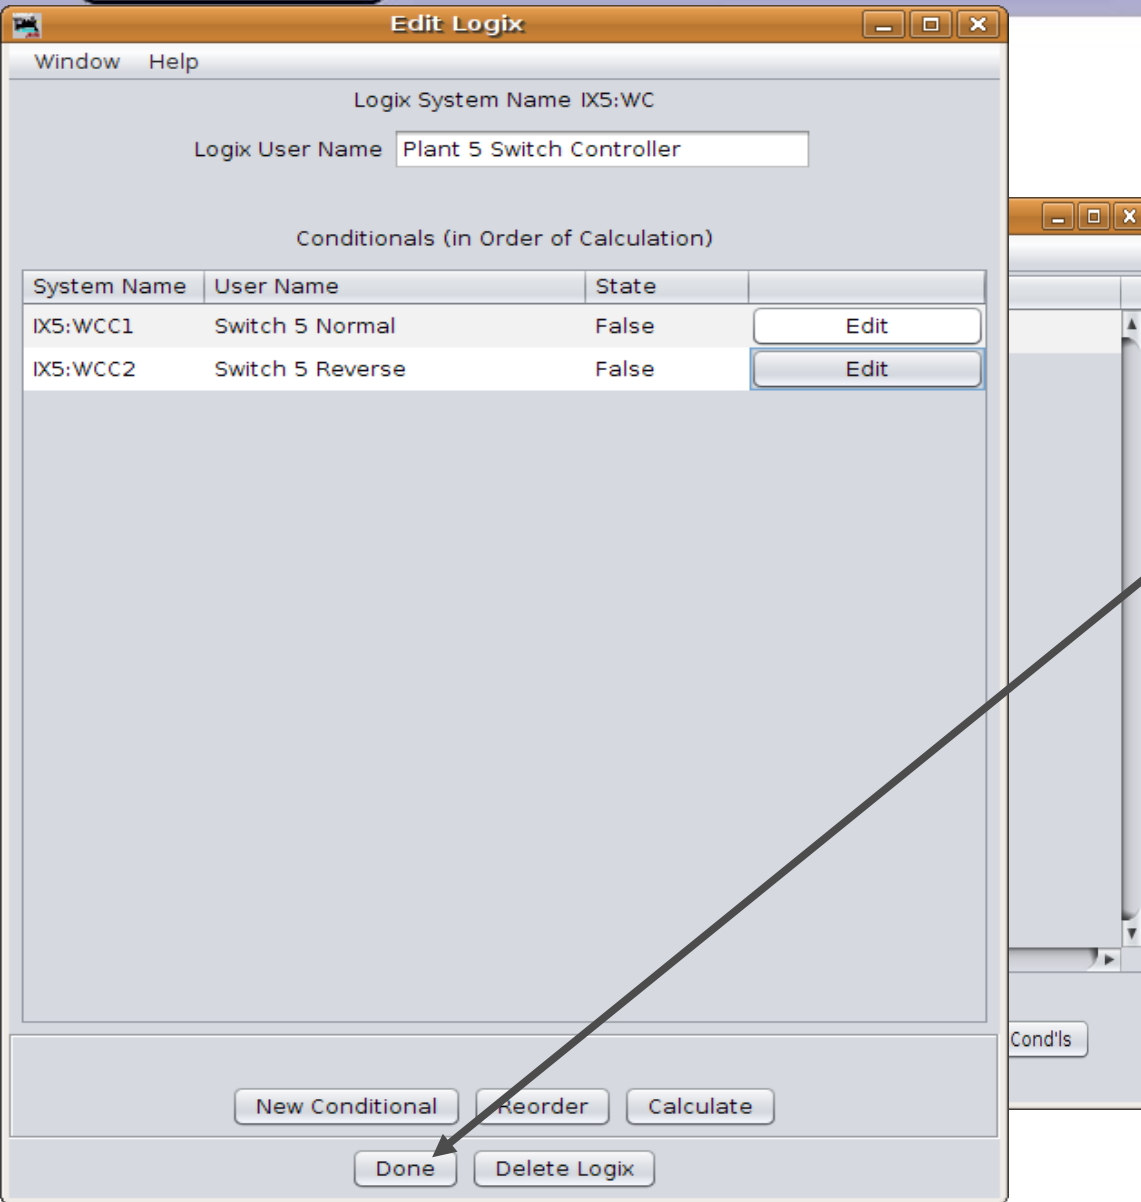 Edit Logix
Window Help
Logix System Name IX5:WC
Logix User Name Plant 5 Switch Controller
Conditionals (in Order of Calculation)
System Name User Name State
IX5:WCC1 Switch 5 Normal False Edit
IX5:WCC2 Switch 5 Reverse False Edit
Cond'ls
New Conditional Reorder Calculate
Done Delete Logix